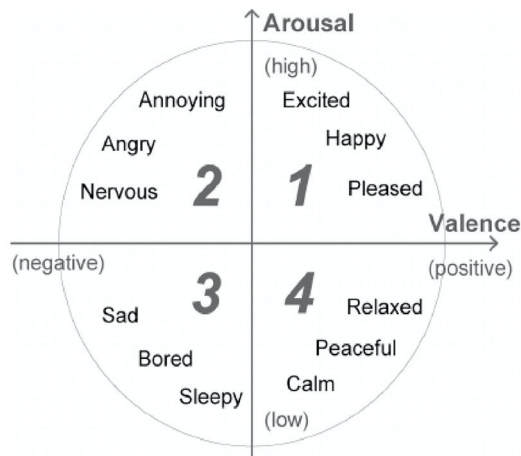 Arousal
(high)
Annoying
Excited
Angry
Happy
Nervous
2
1
Pleased
Valence
(negative)
(positive)
3
4
Sad
Relaxed
Bored
Peaceful
Sleepy
Calm
(low)